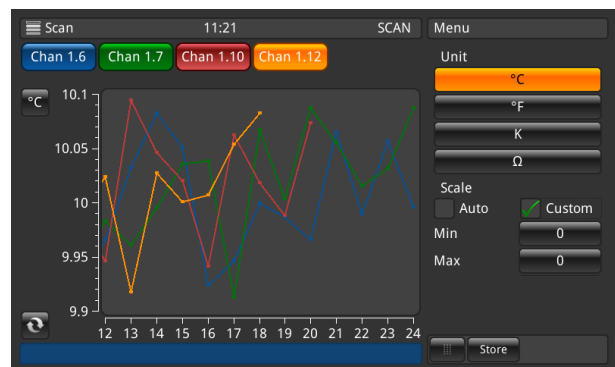 Scan 11:21 SCAN Menu
Chan 1.6 Chan 1.7 Chan 1.10 Chan 1.12
Unit
°C
°F
K
Ω
°C
10.1
10.05
10
9.95
9.9
12 13 14 15 16 17 18 19 20 21 22 23 24
Scale
Auto Custom
Min 0
Max 0
Store